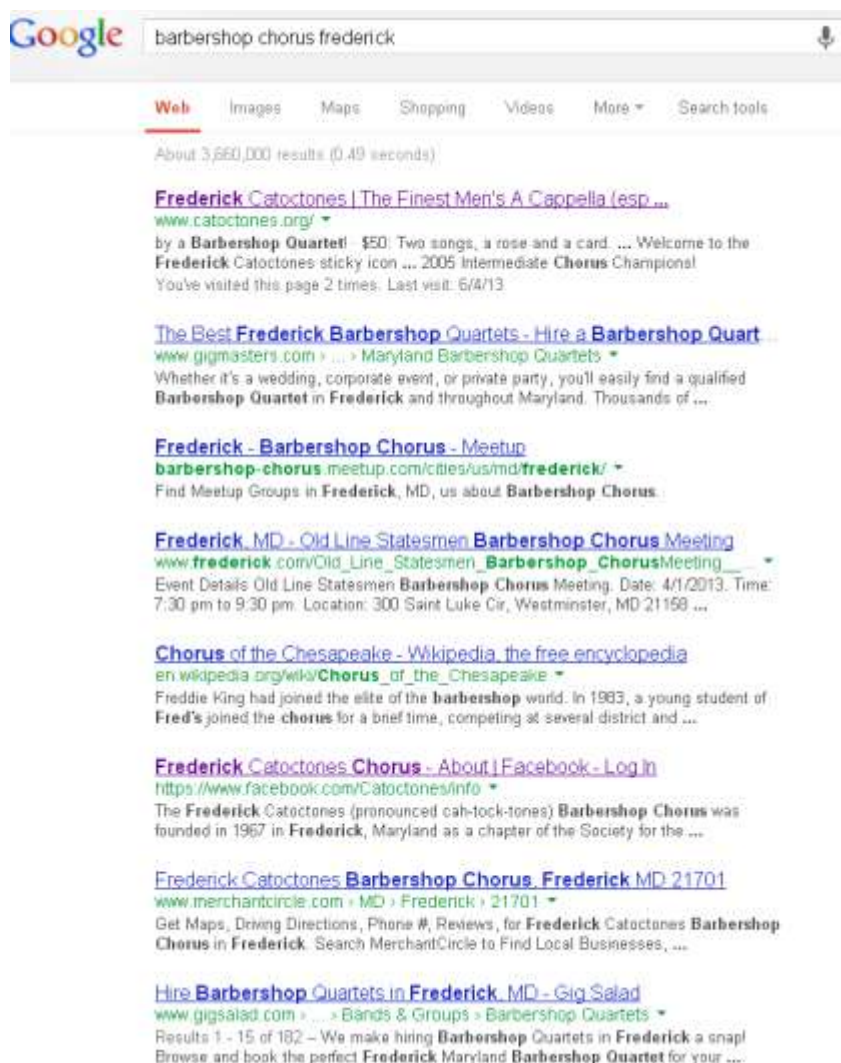 Google barbershop chorus frederick
Web Images Maps Shopping Videos More Search tools
About 3,660,000 results (0.49 seconds)
Frederick Catoctones | The Finest Men's A Cappella (esp ...
www.catoctones.org/
by a Barbershop Quartet! - $50. Two songs, a rose and a card. ... Welcome to the
Frederick Catoctones sticky icon ... 2005 Intermediate Chorus Champions!
You've visited this page 2 times. Last visit: 6/4/13
The Best Frederick Barbershop Quartets - Hire a Barbershop Quart...
www.gigmasters.com › ... › Maryland Barbershop Quartets
Whether it's a wedding, corporate event, or private party, you'll easily find a qualified
Barbershop Quartet in Frederick and throughout Maryland. Thousands of ...
Frederick - Barbershop Chorus - Meetup
barbershop-chorus.meetup.com/cities/us/md/frederick/
Find Meetup Groups in Frederick, MD, us about Barbershop Chorus.
Frederick, MD - Old Line Statesmen Barbershop Chorus Meeting
www.frederick.com/Old_Line_Statesmen_Barbershop_ChorusMeeting__...
Event Details Old Line Statesmen Barbershop Chorus Meeting. Date: 4/1/2013. Time:
7:30 pm to 9:30 pm. Location: 300 Saint Luke Cir, Westminster, MD 21158 ...
Chorus of the Chesapeake - Wikipedia, the free encyclopedia
en.wikipedia.org/wiki/Chorus_of_the_Chesapeake
Freddie King had joined the elite of the barbershop world. In 1983, a young student of
Fred's joined the chorus for a brief time, competing at several district and ...
Frederick Catoctones Chorus - About | Facebook - Log In
https://www.facebook.com/Catoctones/info
The Frederick Catoctones (pronounced cah-tock-tones) Barbershop Chorus was
founded in 1967 in Frederick, Maryland as a chapter of the Society for the ...
Frederick Catoctones Barbershop Chorus, Frederick MD 21701
www.merchantcircle.com › MD › Frederick › 21701
Get Maps, Driving Directions, Phone #, Reviews, for Frederick Catoctones Barbershop
Chorus in Frederick. Search MerchantCircle to Find Local Businesses, ...
Hire Barbershop Quartets in Frederick, MD - Gig Salad
www.gigsalad.com › ... › Bands & Groups › Barbershop Quartets
Results 1 - 15 of 182 – We make hiring Barbershop Quartets in Frederick a snap!
Browse and book the perfect Frederick Maryland Barbershop Quartet for your ...